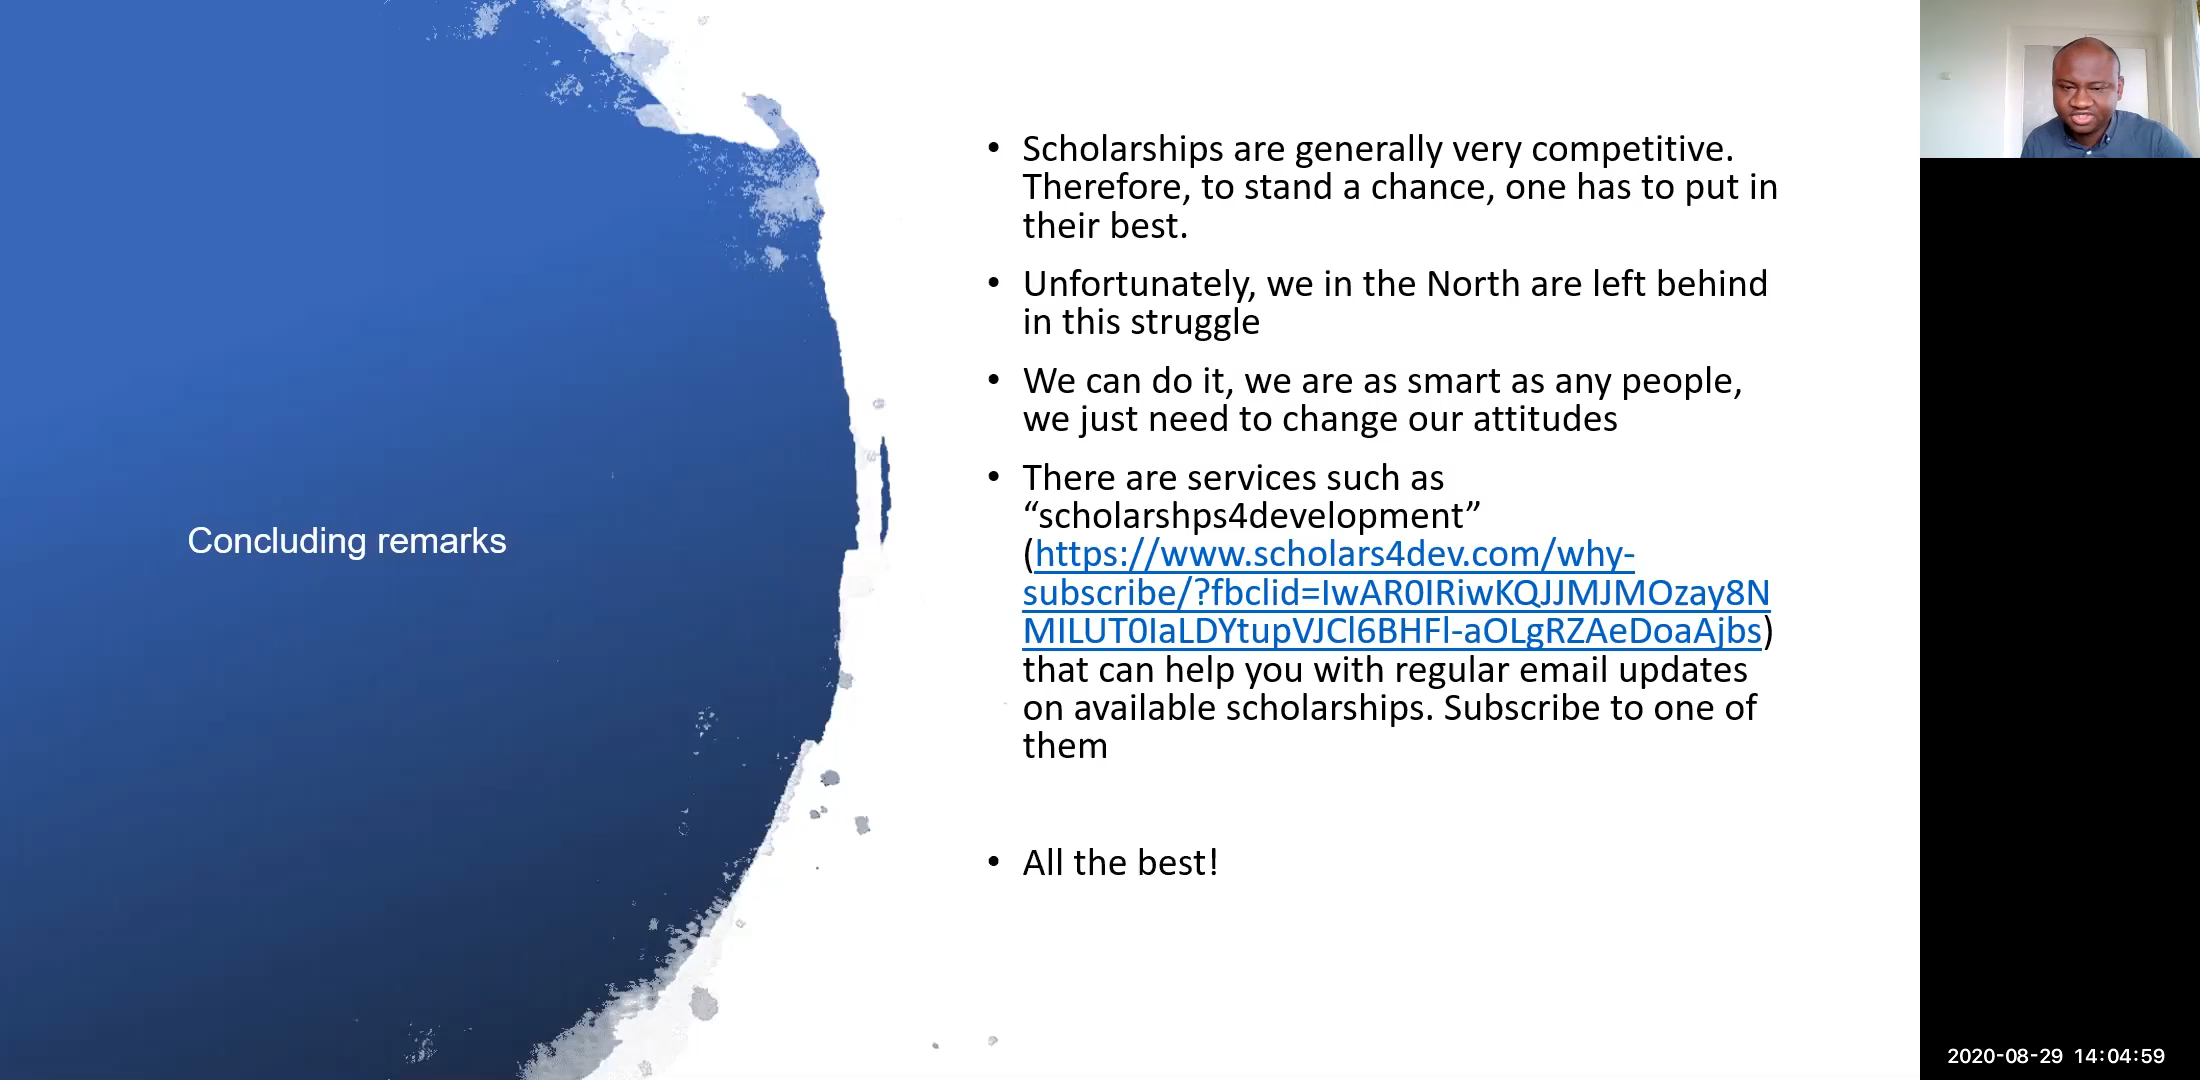 Concluding remarks
• Scholarships are generally very competitive.
Therefore, to stand a chance, one has to put in
their best.
• Unfortunately, we in the North are left behind
in this struggle
• We can do it, we are as smart as any people,
we just need to change our attitudes
• There are services such as
“scholarshps4development”
(https://www.scholars4dev.com/why-
subscribe/?fbclid=IwAR0IRiwKQJJMJMOzay8N
MILUT0IaLDYtupVJCl6BHFl-aOLgRZAeDoaAjbs)
that can help you with regular email updates
on available scholarships. Subscribe to one of
them
• All the best!
2020-08-29 14:04:59